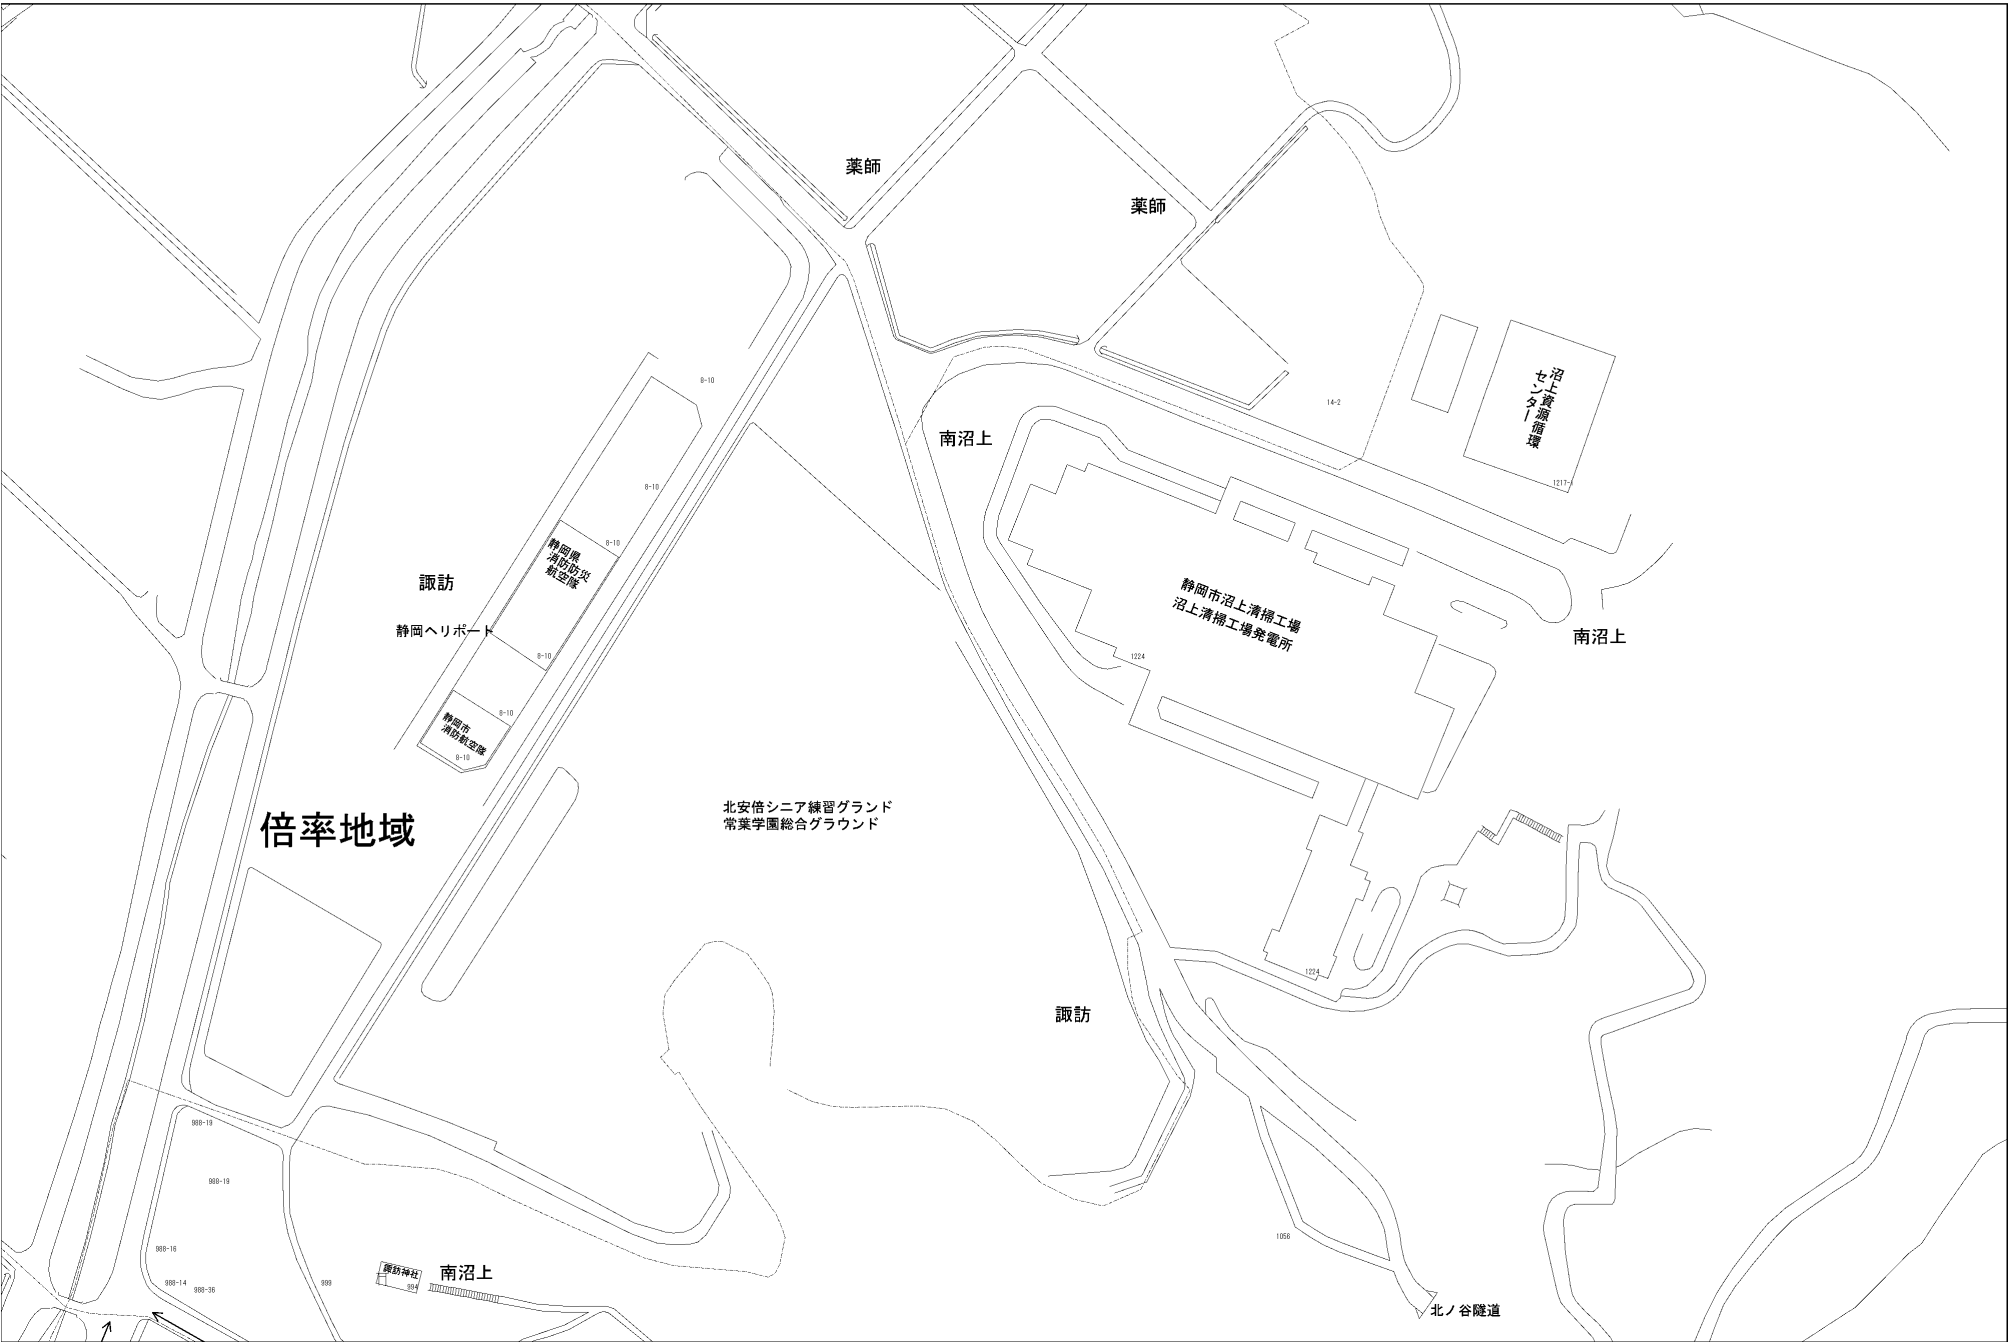 薬師
薬師
8-10
14-2
沼上資源循環
センター
南沼上
1217-1
8-10
静岡県
消防防災
航空隊
8-10
諏訪
静岡ヘリポート
静岡市沼上清掃工場
沼上清掃工場発電所
南沼上
8-10
1224
8-10
静岡市
消防航空隊
8-10
倍率地域
北安倍シニア練習グランド
常葉学園総合グラウンド
1224
諏訪
988-19
988-19
988-16
1056
988-14
988-36
999
諏訪神社
994
南沼上
北ノ谷隧道